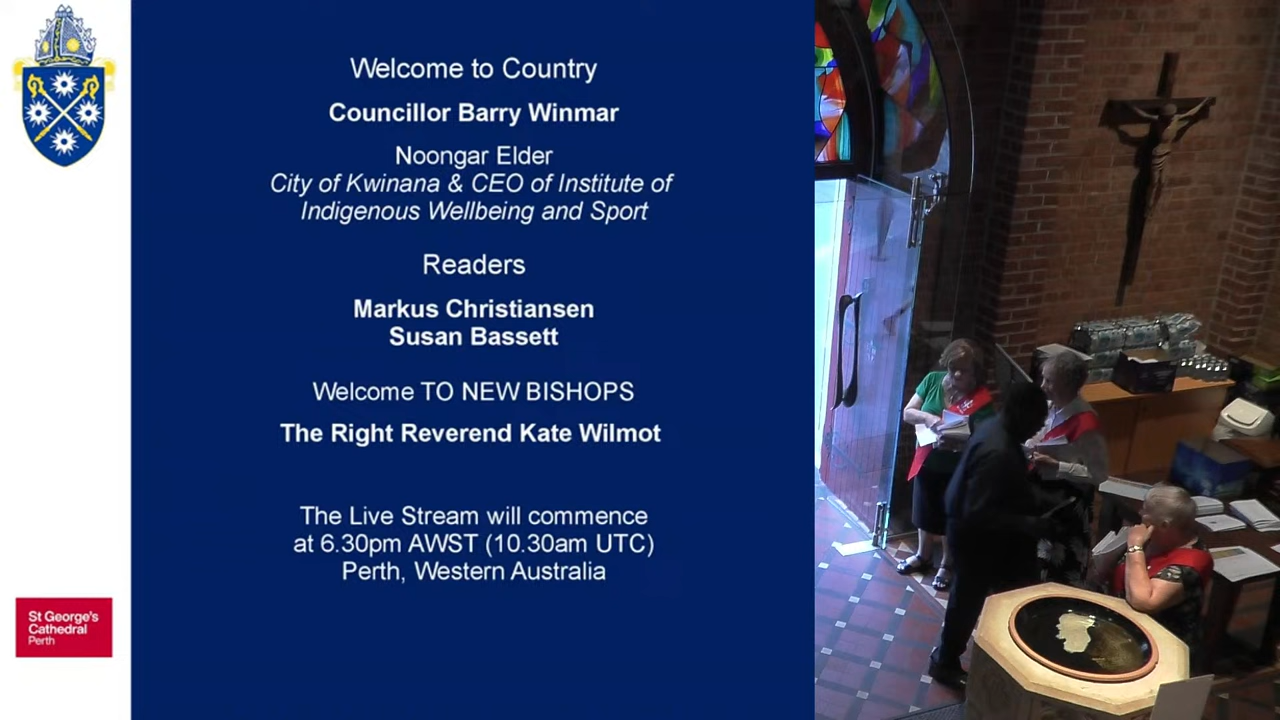 Welcome to Country
Councillor Barry Winmar
Noongar Elder
City of Kwinana & CEO of Institute of
Indigenous Wellbeing and Sport
Readers
Markus Christiansen
Susan Bassett
Welcome TO NEW BISHOPS
The Right Reverend Kate Wilmot
The Live Stream will commence
at 6.30pm AWST (10.30am UTC)
Perth, Western Australia
St George's
Cathedral
Perth